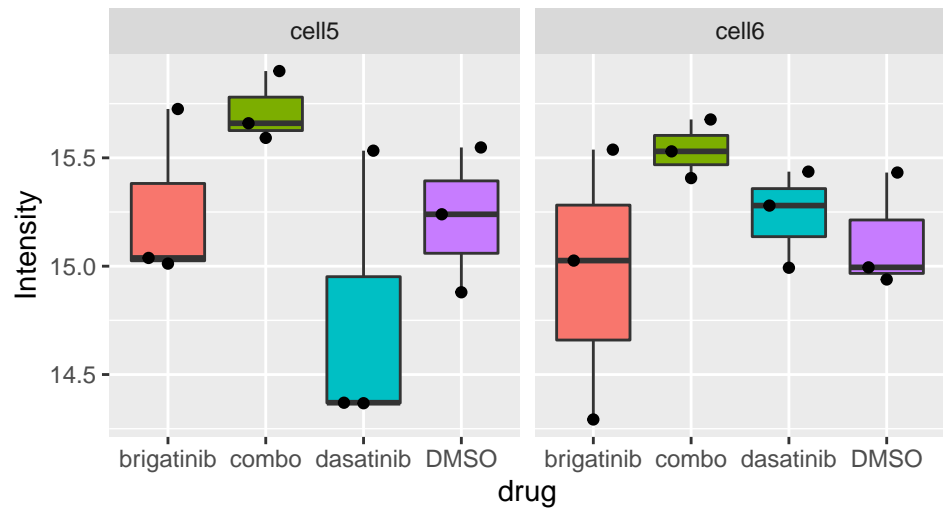 cell5 cell6
Intensity
15.5
15.0
14.5
brigatinib combo dasatinib DMSO brigatinib combo dasatinib DMSO
drug